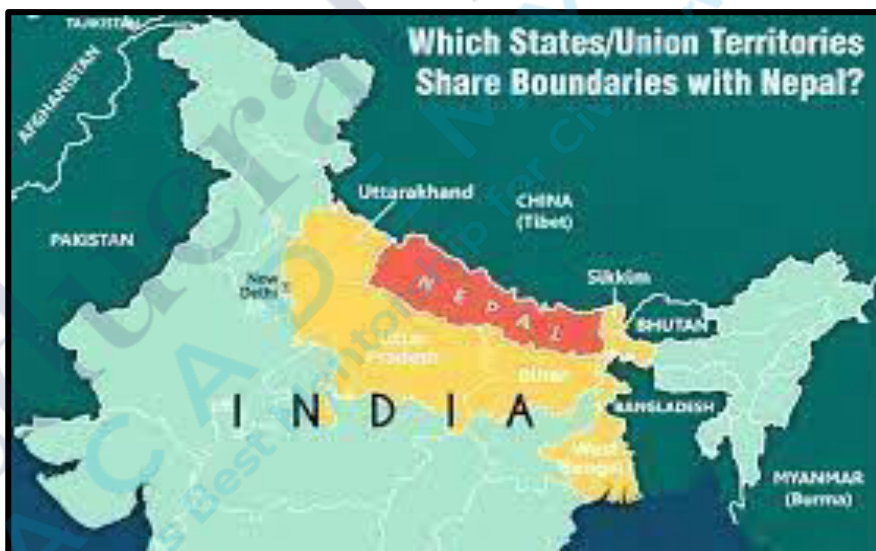 Which States/Union Territories
Share Boundaries with Nepal?
TAJIKISTAN
AFGHANISTAN
Uttarakhand
CHINA
(Tibet)
PAKISTAN
New
Delhi
NEPAL
Sikkim
BHUTAN
Uttar
Pradesh
Bihar
INDIA
BANGLADESH
West
Bengal
MYANMAR
(Burma)